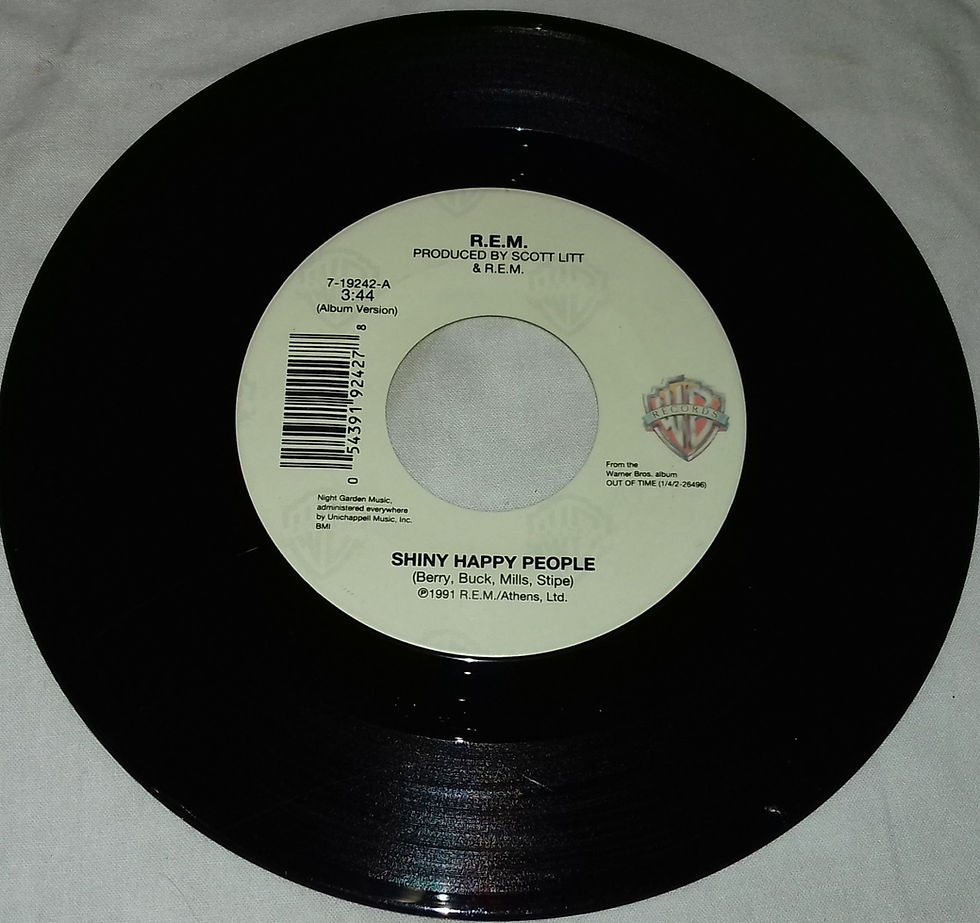 R.E.M.
PRODUCED BY SCOTT LITT
& R.E.M.
7-19242-A
3:44
(Album Version)
0 54391 92427 8
RECORDS
From the
Warner Bros. album
OUT OF TIME (1/4/2-26496)
Night Garden Music,
administered everywhere
by Unichappell Music, Inc.
BMI
SHINY HAPPY PEOPLE
(Berry, Buck, Mills, Stipe)
℗1991 R.E.M./Athens, Ltd.